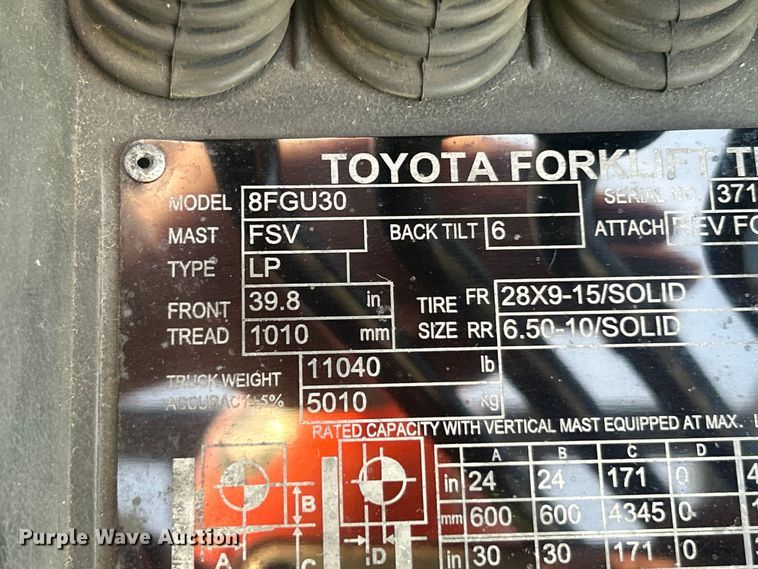 TOYOTA FORKLIFT
MODEL 8FGU30 SERIAL NO. 371
MAST FSV BACK TILT 6 ATTACH REV
TYPE LP
FRONT TREAD 39.8 in TIRE SIZE FR 28X9-15/SOLID
1010 mm RR 6.50-10/SOLID
TRUCK WEIGHT 11040 lb
ACCURACY ±5% 5010 kg
RATED CAPACITY WITH VERTICAL MAST EQUIPPED AT MAX.
A B C D
in 24 24 171 0
mm 600 600 4345 0
in 30 30 171 0
B
A D C
Purple Wave Auction